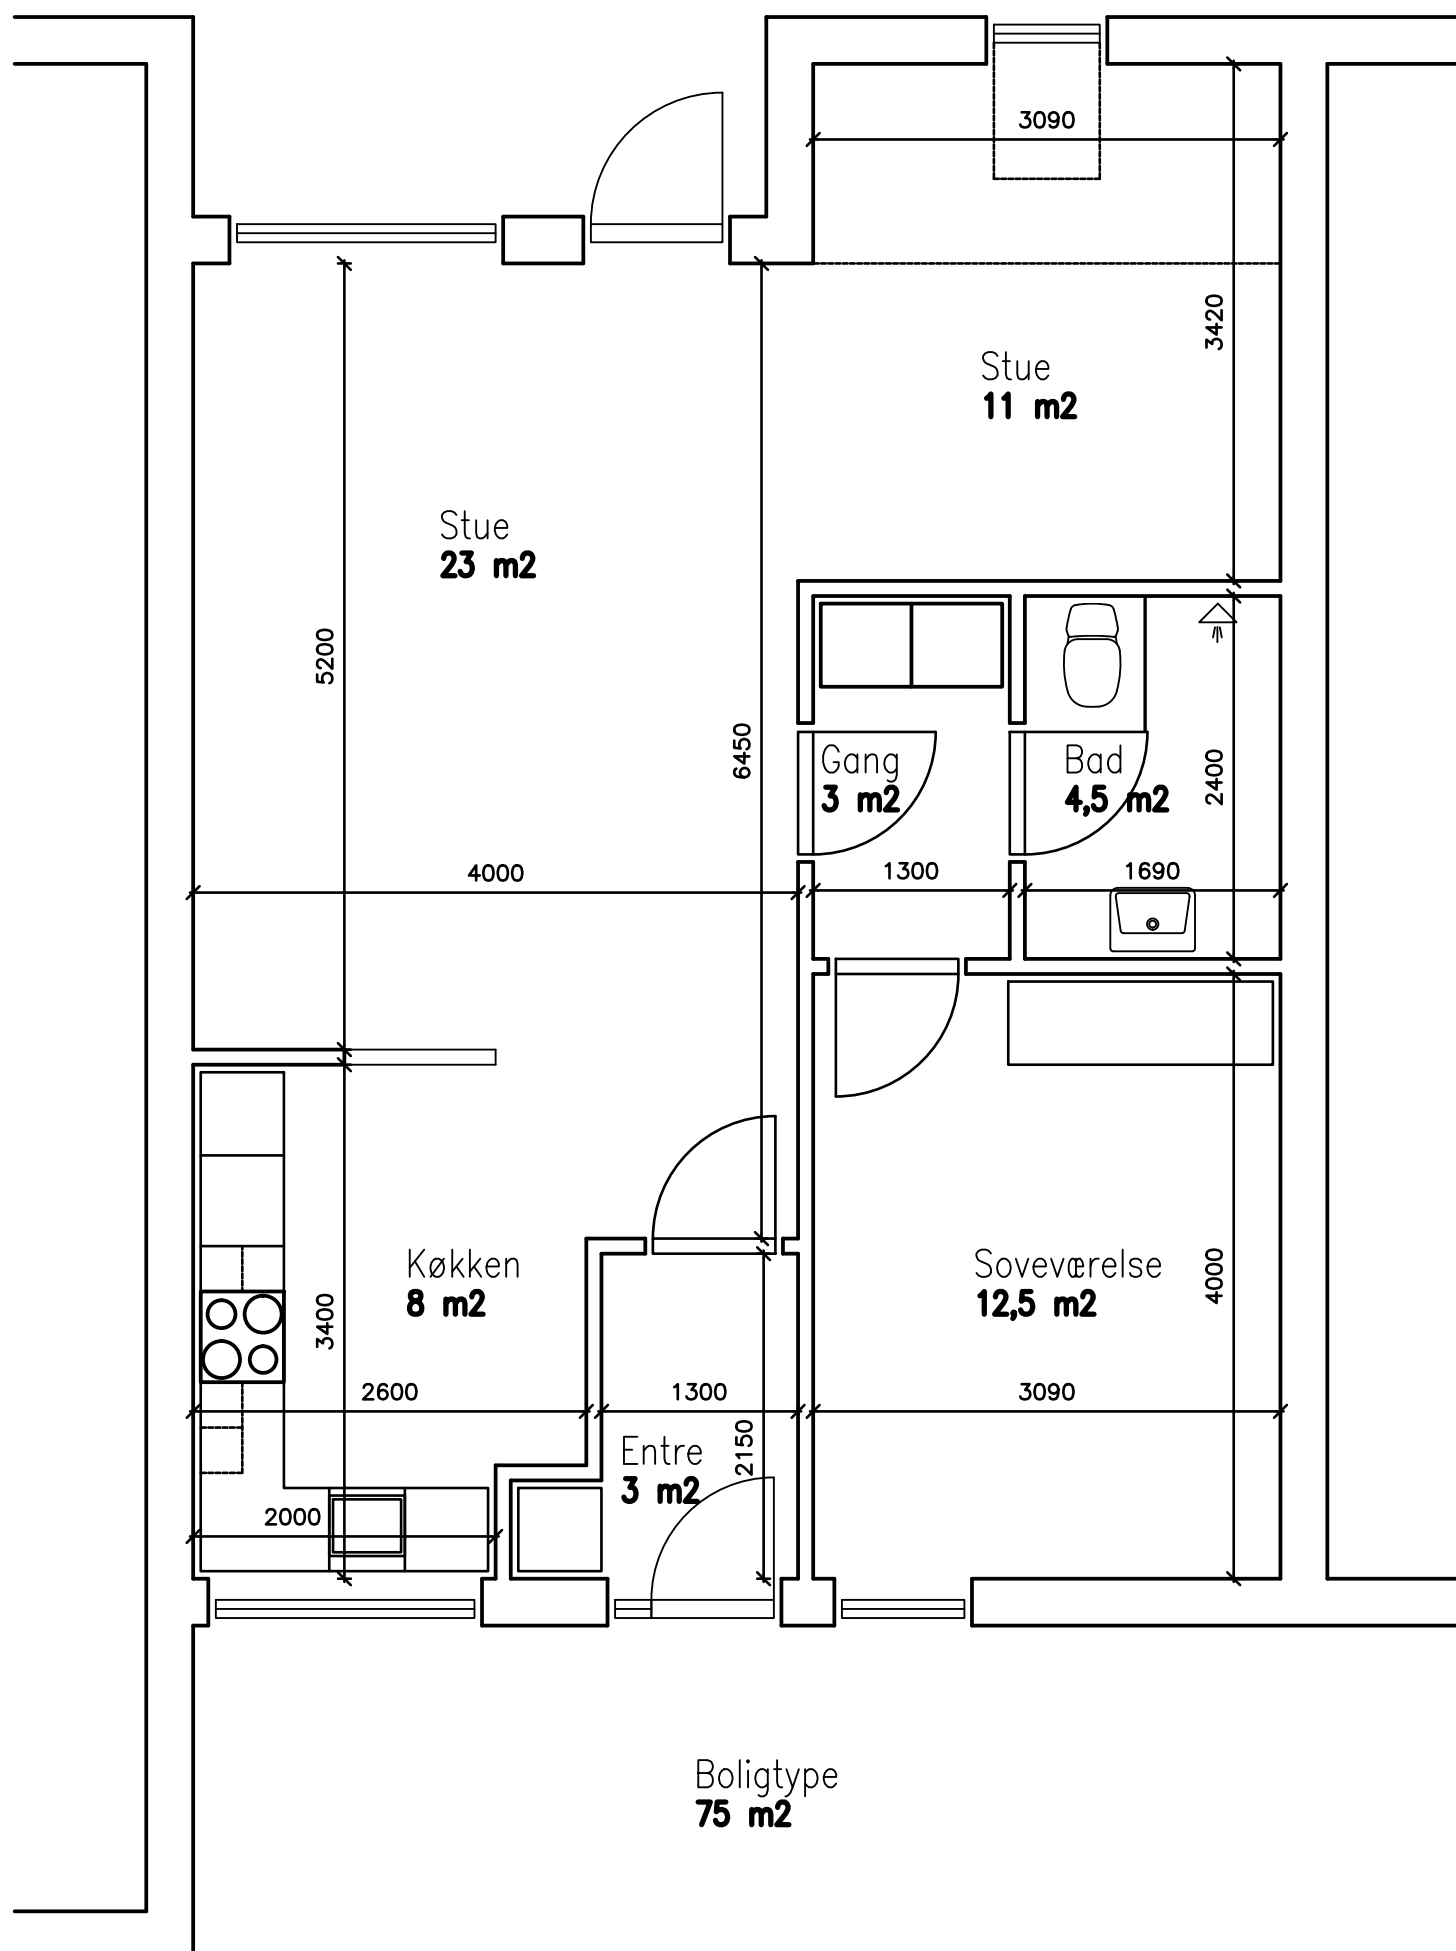 3090
3420
Stue
11 m2
Stue
23 m2
5200
6450
Gang
3 m2
Bad
4,5 m2
2400
4000
1300
1690
Køkken
8 m2
Soveværelse
12,5 m2
4000
3400
2600
1300
3090
Entre
3 m2
2150
2000
Boligtype
75 m2